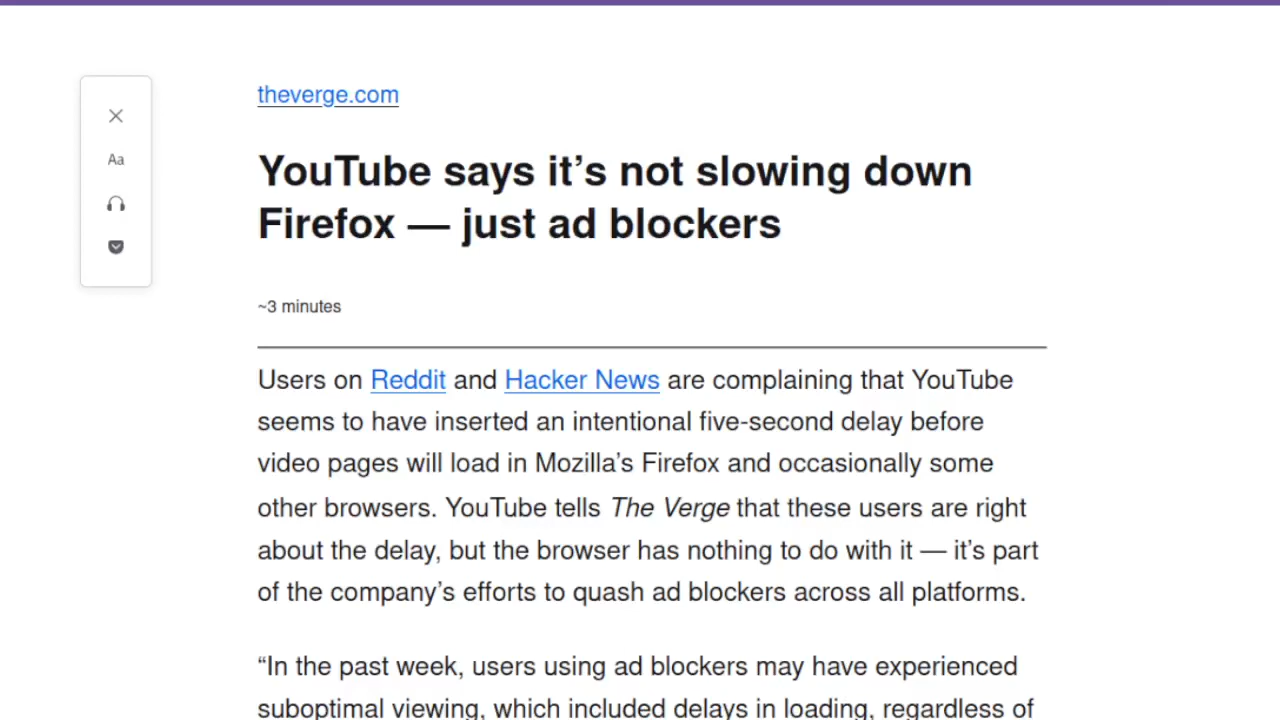 theverge.com
YouTube says it’s not slowing down
Firefox — just ad blockers
Aa
~3 minutes
Users on Reddit and Hacker News are complaining that YouTube
seems to have inserted an intentional five-second delay before
video pages will load in Mozilla’s Firefox and occasionally some
other browsers. YouTube tells The Verge that these users are right
about the delay, but the browser has nothing to do with it — it’s part
of the company’s efforts to quash ad blockers across all platforms.
“In the past week, users using ad blockers may have experienced
suboptimal viewing, which included delays in loading, regardless of